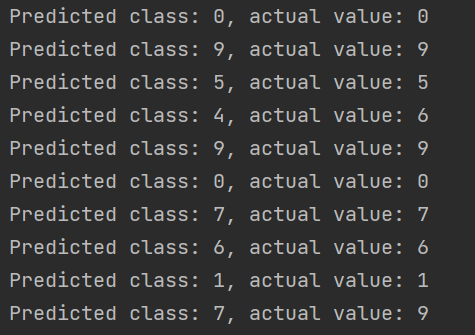 Predicted class: 0, actual value: 0
Predicted class: 9, actual value: 9
Predicted class: 5, actual value: 5
Predicted class: 4, actual value: 6
Predicted class: 9, actual value: 9
Predicted class: 0, actual value: 0
Predicted class: 7, actual value: 7
Predicted class: 6, actual value: 6
Predicted class: 1, actual value: 1
Predicted class: 7, actual value: 9